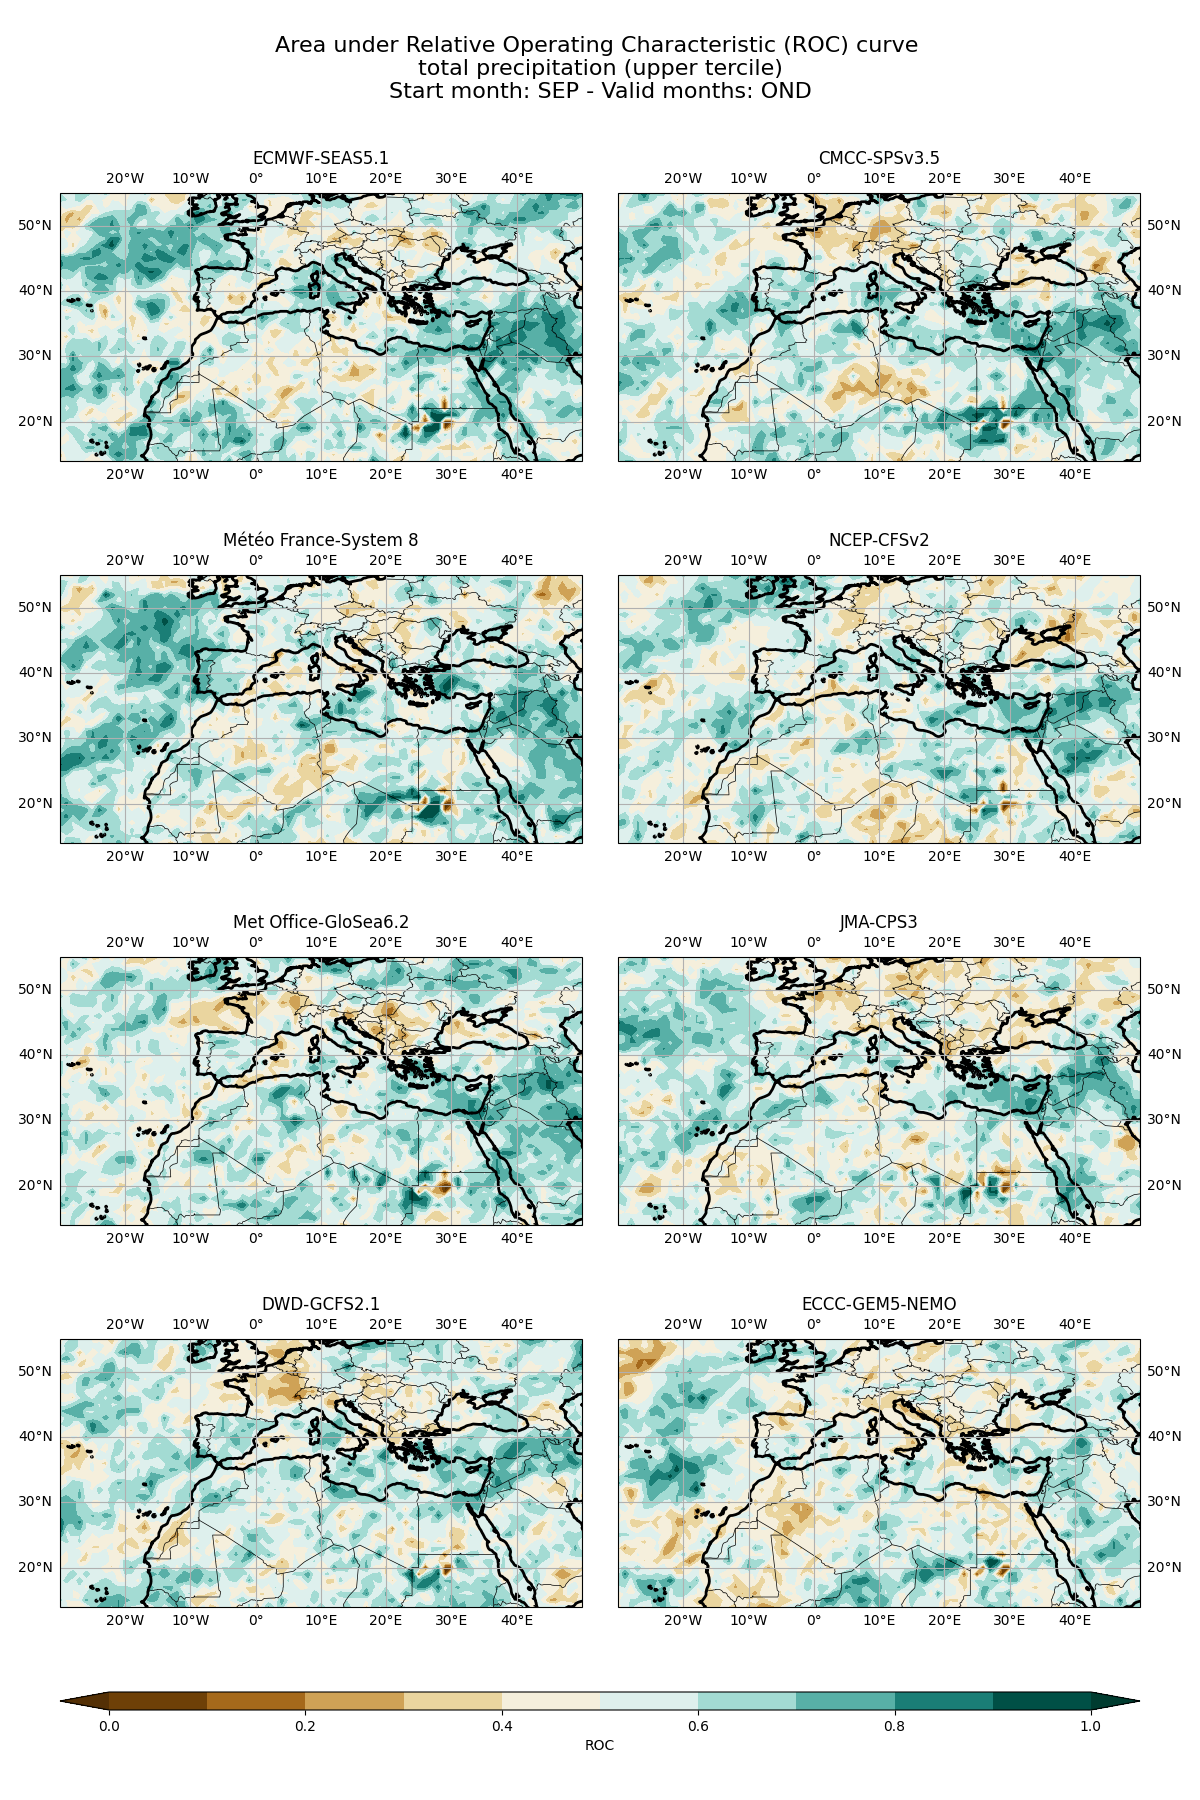 Area under Relative Operating Characteristic (ROC) curve
total precipitation (upper tercile)
Start month: SEP - Valid months: OND
ECMWF-SEAS5.1
20°W 10°W 0° 10°E 20°E 30°E 40°E
50°N
40°N
30°N
20°N
20°W 10°W 0° 10°E 20°E 30°E 40°E
CMCC-SPSv3.5
20°W 10°W 0° 10°E 20°E 30°E 40°E
50°N
40°N
30°N
20°N
20°W 10°W 0° 10°E 20°E 30°E 40°E
Météo France-System 8
20°W 10°W 0° 10°E 20°E 30°E 40°E
50°N
40°N
30°N
20°N
20°W 10°W 0° 10°E 20°E 30°E 40°E
NCEP-CFSv2
20°W 10°W 0° 10°E 20°E 30°E 40°E
50°N
40°N
30°N
20°N
20°W 10°W 0° 10°E 20°E 30°E 40°E
Met Office-GloSea6.2
20°W 10°W 0° 10°E 20°E 30°E 40°E
50°N
40°N
30°N
20°N
20°W 10°W 0° 10°E 20°E 30°E 40°E
JMA-CPS3
20°W 10°W 0° 10°E 20°E 30°E 40°E
50°N
40°N
30°N
20°N
20°W 10°W 0° 10°E 20°E 30°E 40°E
DWD-GCFS2.1
20°W 10°W 0° 10°E 20°E 30°E 40°E
50°N
40°N
30°N
20°N
20°W 10°W 0° 10°E 20°E 30°E 40°E
ECCC-GEM5-NEMO
20°W 10°W 0° 10°E 20°E 30°E 40°E
50°N
40°N
30°N
20°N
20°W 10°W 0° 10°E 20°E 30°E 40°E
0.0 0.2 0.4 0.6 0.8 1.0
ROC